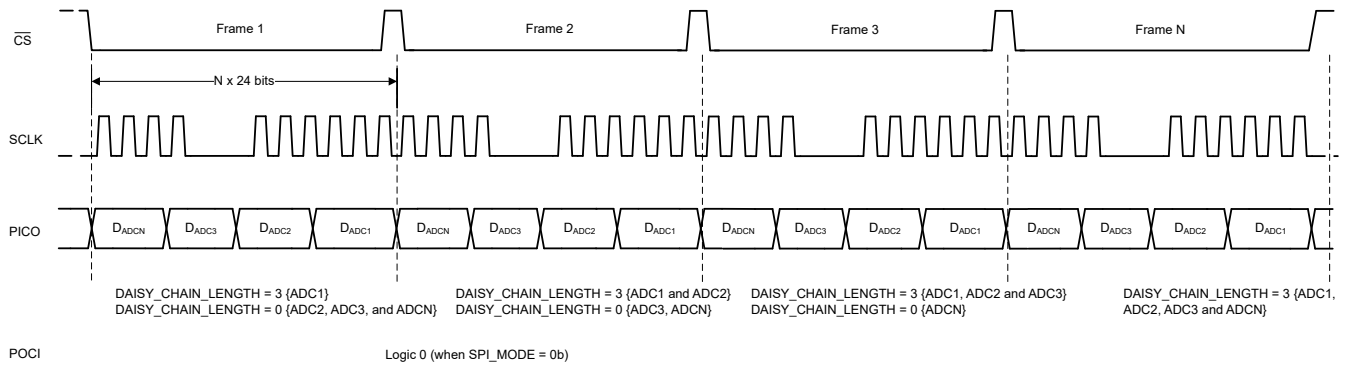 CS
Frame 1
Frame 2
Frame 3
Frame N
N x 24 bits
SCLK
PICO
DADCN
DADC3
DADC2
DADC1
DADCN
DADC3
DADC2
DADC1
DADCN
DADC3
DADC2
DADC1
DADCN
DADC3
DADC2
DADC1
DAISY_CHAIN_LENGTH = 3 {ADC1}
DAISY_CHAIN_LENGTH = 0 {ADC2, ADC3, and ADCN}
DAISY_CHAIN_LENGTH = 3 {ADC1 and ADC2}
DAISY_CHAIN_LENGTH = 0 {ADC3, ADCN}
DAISY_CHAIN_LENGTH = 3 {ADC1, ADC2 and ADC3}
DAISY_CHAIN_LENGTH = 0 {ADCN}
DAISY_CHAIN_LENGTH = 3 {ADC1,
ADC2, ADC3 and ADCN}
POCI
Logic 0 (when SPI_MODE = 0b)